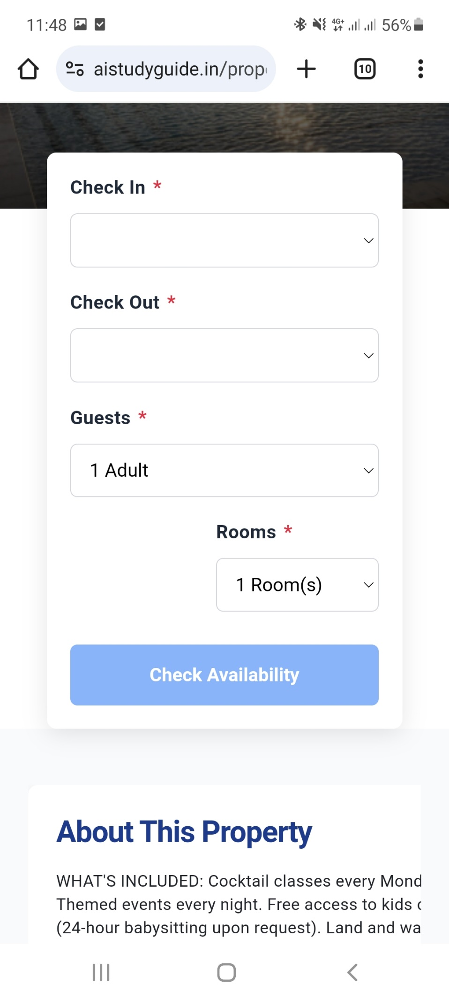 11:48
4G+
56%
aistudyguide.in/prop
10
Check In *
Check Out *
Guests *
1 Adult
Rooms *
1 Room(s)
Check Availability
About This Property
WHAT'S INCLUDED: Cocktail classes every Mond
Themed events every night. Free access to kids
(24-hour babysitting upon request). Land and wa